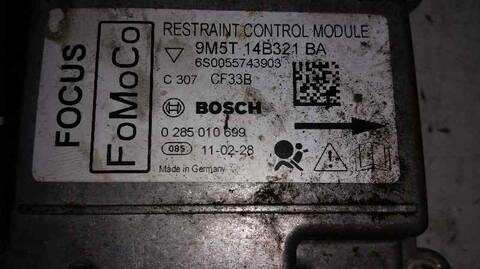 FOCUS
FoMoCo
RESTRAINT CONTROL MODULE
9M5T 14B321 BA
6S0055743903
C 307 CF33B
BOSCH
0 285 010 699
085 11-02-28
Made in Germany